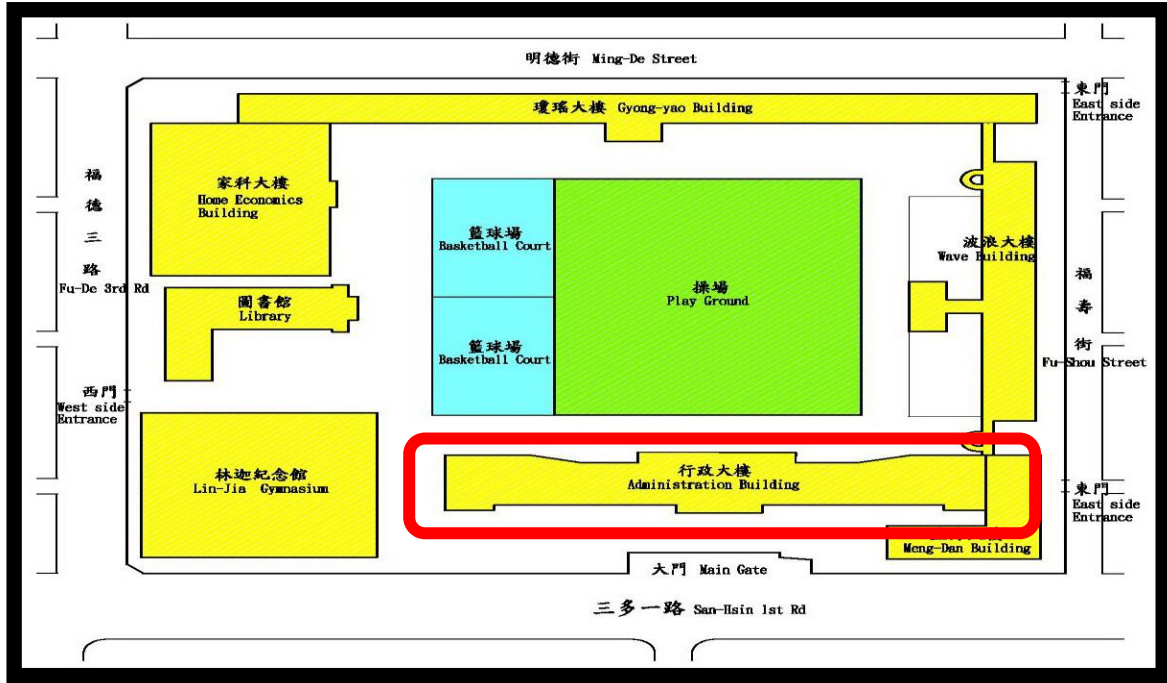 明德街 Ming-De Street
東門
East side
Entrance
瓊瑤大樓 Gyong-yao Building
福
德
三
路
Fu-De 3rd Rd
家科大樓
Home Economics
Building
籃球場
Basketball Court
操場
Play Ground
波浪大樓
Wave Building
圖書館
Library
籃球場
Basketball Court
福
壽
街
Fu-Shou Street
西門
West side
Entrance
林迦紀念館
Lin-Jia Gymnasium
行政大樓
Administration Building
東門
East side
Entrance
Meng-Dan Building
大門 Main Gate
三多一路 San-Hsin 1st Rd